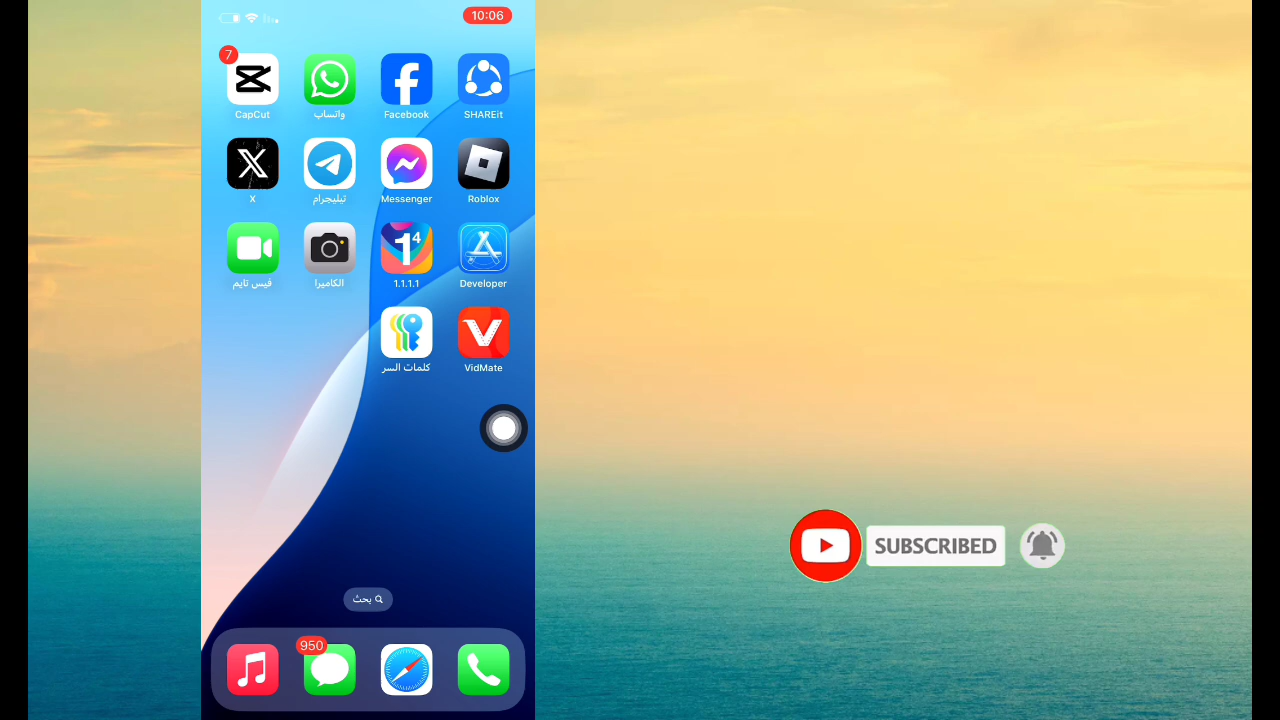 10:06
7
CapCut
واتساب
Facebook
SHAREit
X
تيليجرام
Messenger
Roblox
فيس تايم
الكاميرا
1.1.1.1
Developer
كلمات السر
VidMate
SUBSCRIBED
بحث
950